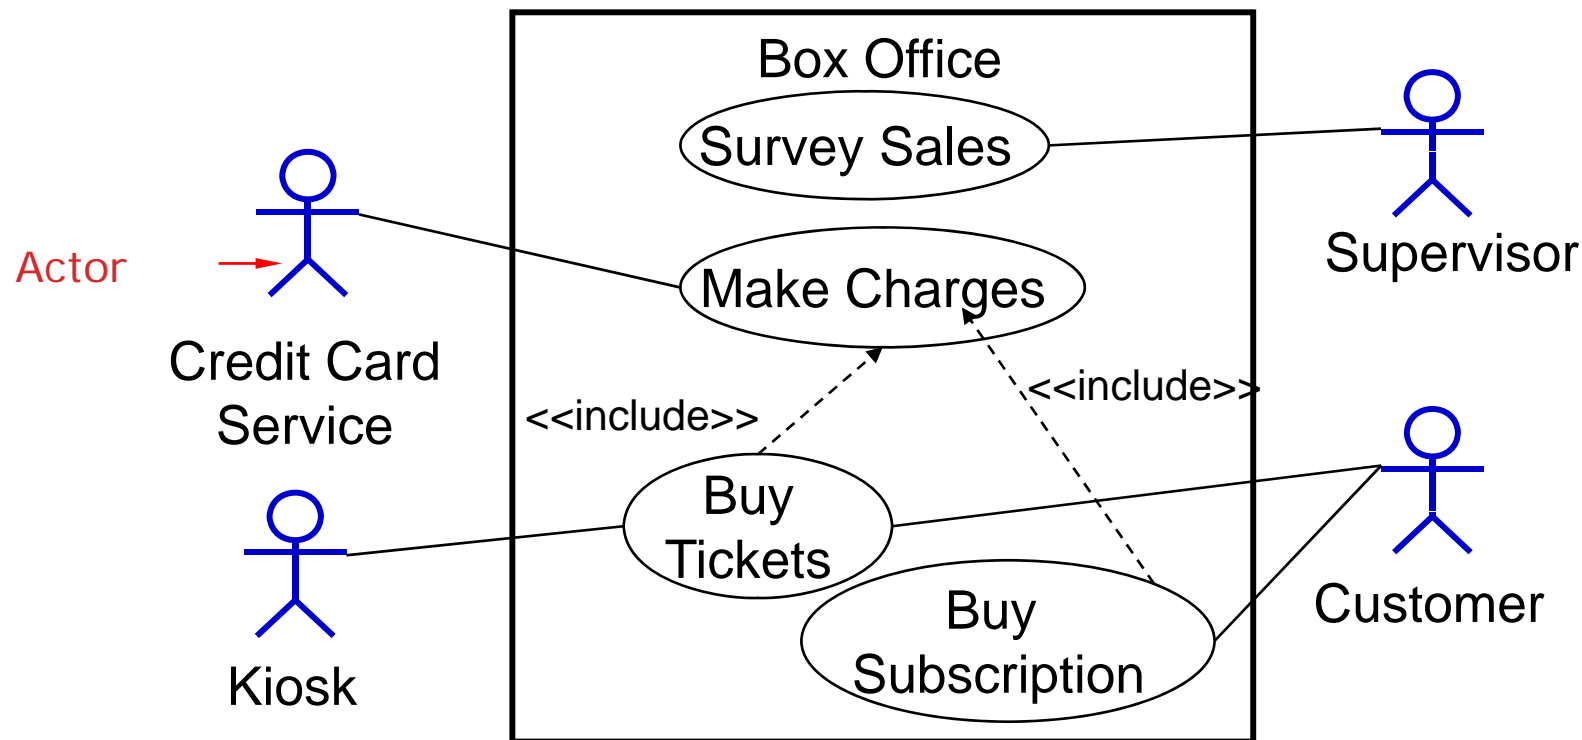 Box Office
Survey Sales
Supervisor
Actor
Make Charges
Credit Card
Service
<<include>>
<<include>>
Buy
Tickets
Customer
Buy
Subscription
Kiosk